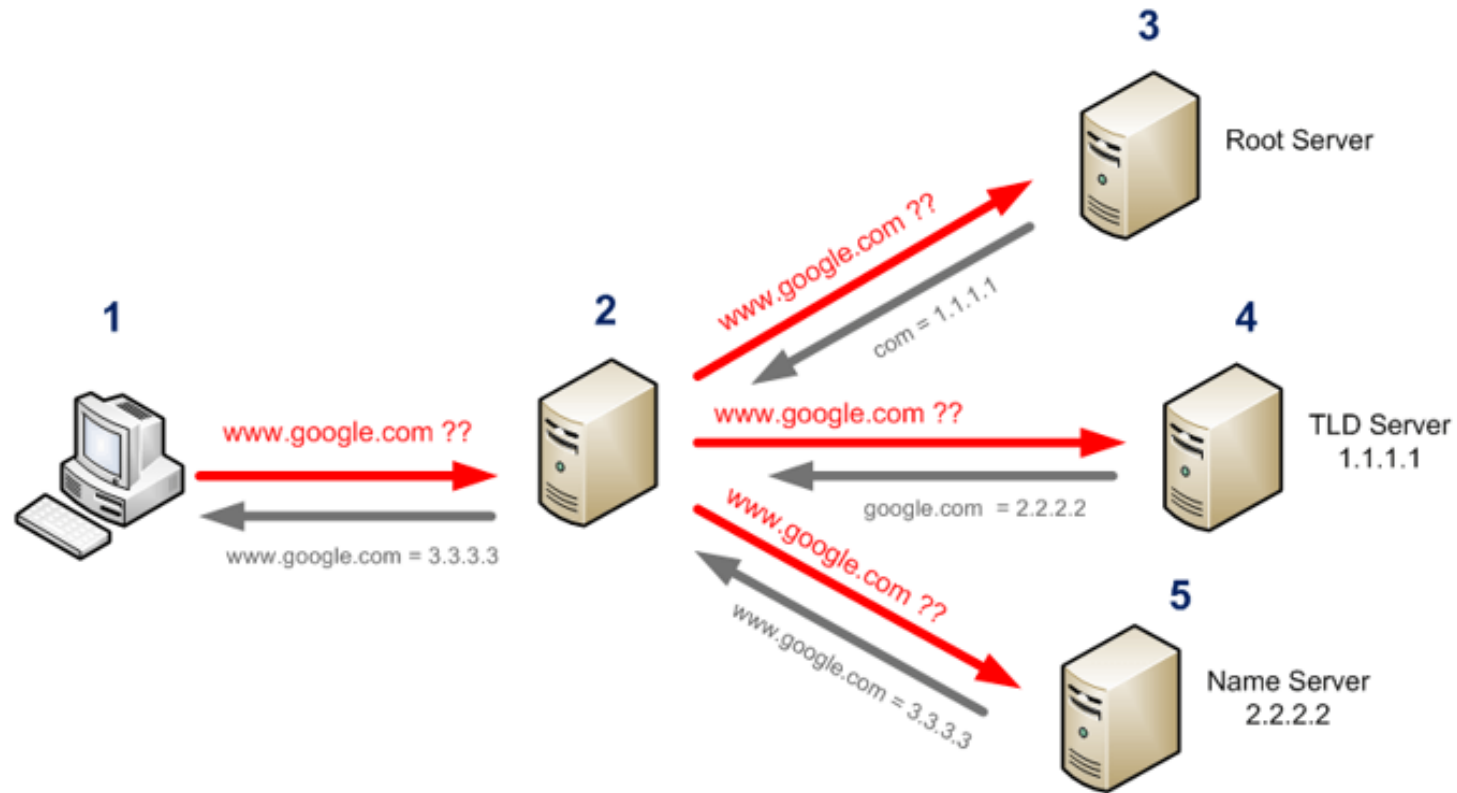 3
Root Server
www.google.com ??
com = 1.1.1.1
1
2
4
www.google.com ??
www.google.com ??
TLD Server
1.1.1.1
google.com = 2.2.2.2
www.google.com = 3.3.3.3
www.google.com ??
5
www.google.com = 3.3.3.3
Name Server
2.2.2.2